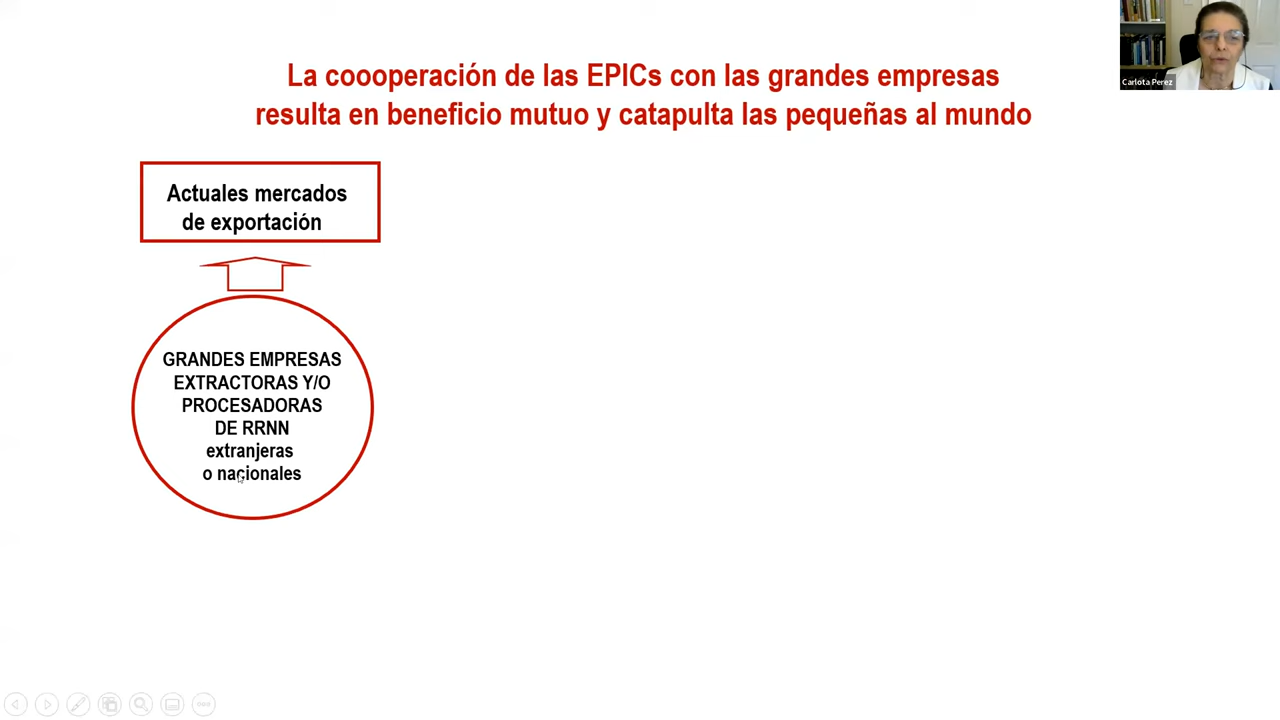 La coooperación de las EPICs con las grandes empresas
resulta en beneficio mutuo y catapulta las pequeñas al mundo
Carlota Perez
Actuales mercados
de exportación
GRANDES EMPRESAS
EXTRACTORAS Y/O
PROCESADORAS
DE RRNN
extranjeras
o nacionales